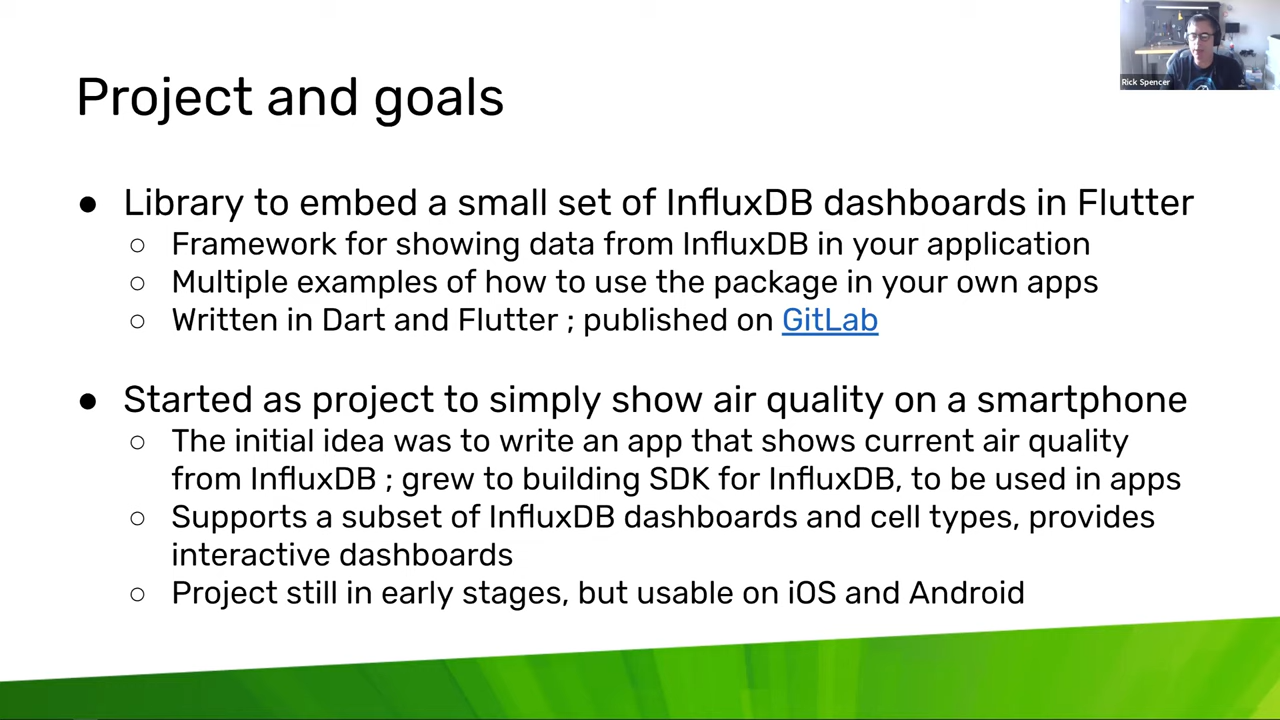 Rick Spencer
Project and goals
● Library to embed a small set of InfluxDB dashboards in Flutter
○ Framework for showing data from InfluxDB in your application
○ Multiple examples of how to use the package in your own apps
○ Written in Dart and Flutter ; published on GitLab
● Started as project to simply show air quality on a smartphone
○ The initial idea was to write an app that shows current air quality
from InfluxDB ; grew to building SDK for InfluxDB, to be used in apps
○ Supports a subset of InfluxDB dashboards and cell types, provides
interactive dashboards
○ Project still in early stages, but usable on iOS and Android